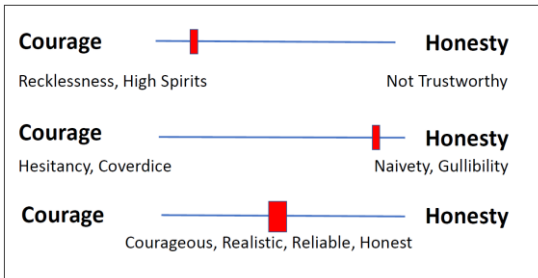 Courage Honesty
Recklessness, High Spirits Not Trustworthy
Courage Honesty
Hesitancy, Coverdice Naivety, Gullibility
Courage Honesty
Courageous, Realistic, Reliable, Honest